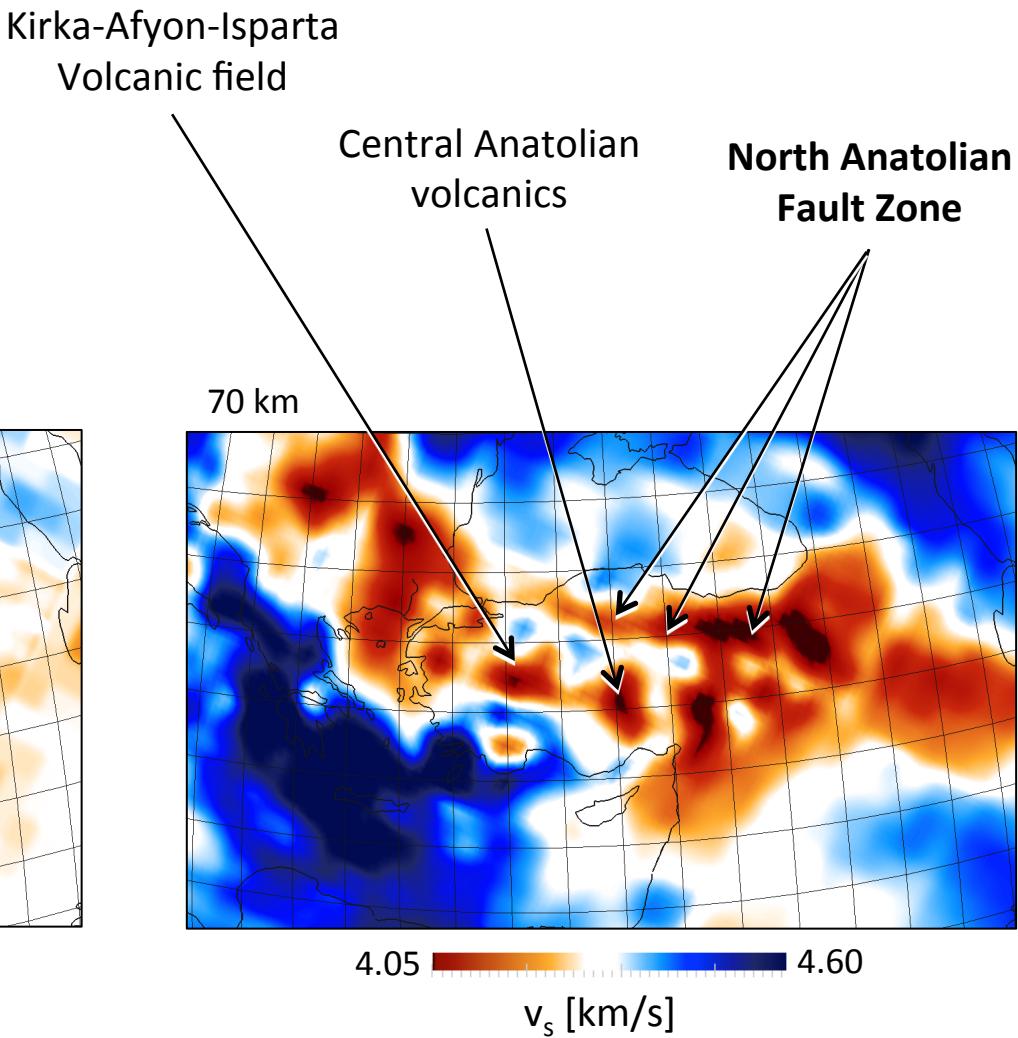 Kirka-Afyon-Isparta
Volcanic field
Central Anatolian
volcanics
North Anatolian
Fault Zone
70 km
4.05
4.60
vs [km/s]